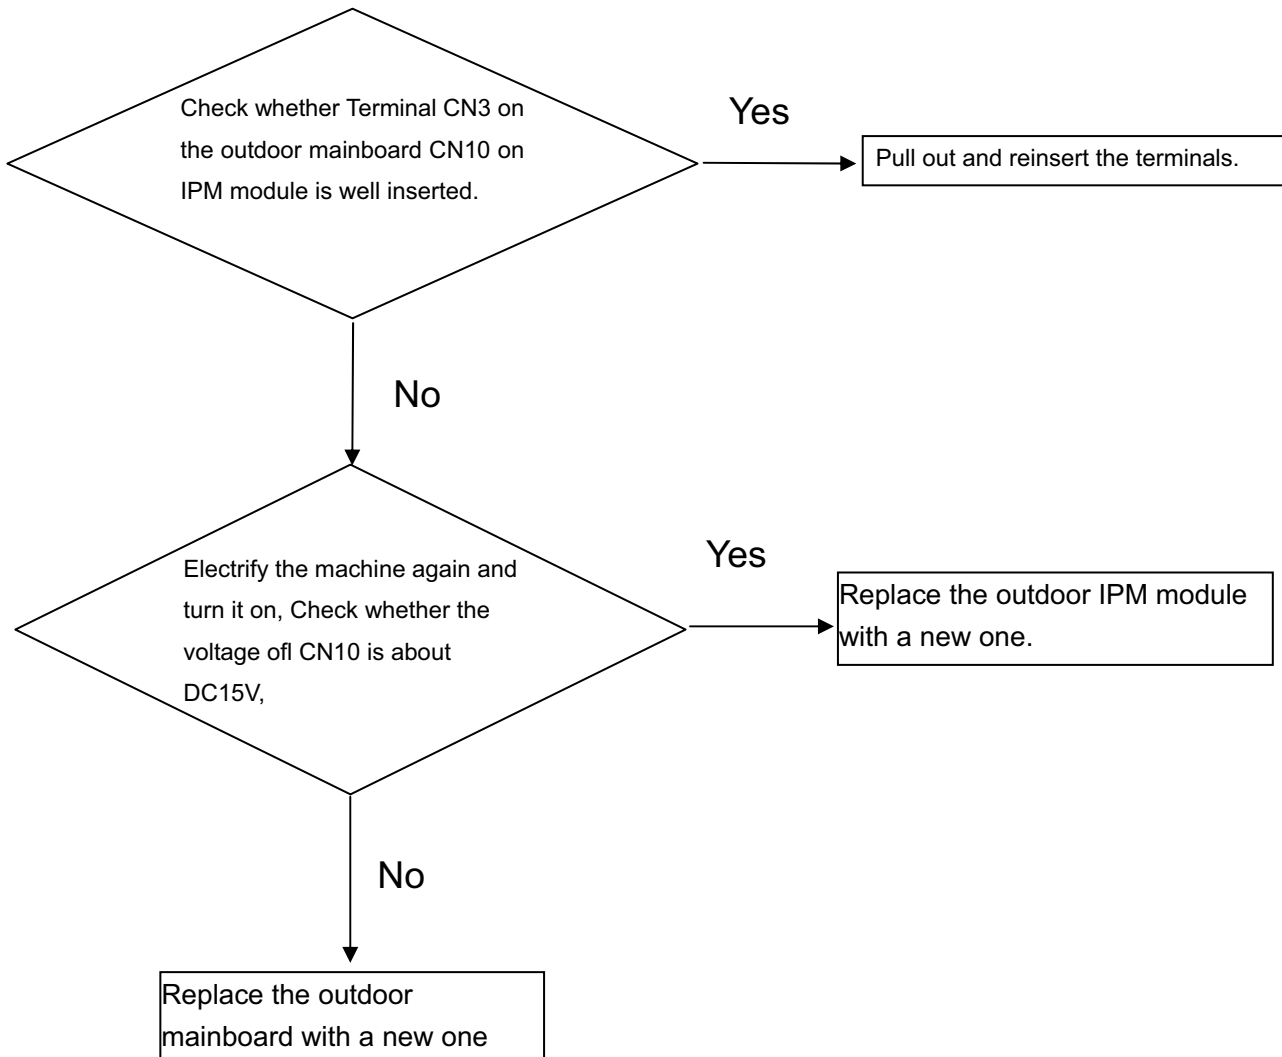 Check whether Terminal CN3 on
the outdoor mainboard CN10 on
IPM module is well inserted.
Yes
Pull out and reinsert the terminals.
No
Electrify the machine again and
turn it on, Check whether the
voltage ofl CN10 is about
DC15V,
Yes
Replace the outdoor IPM module
with a new one.
No
Replace the outdoor
mainboard with a new one